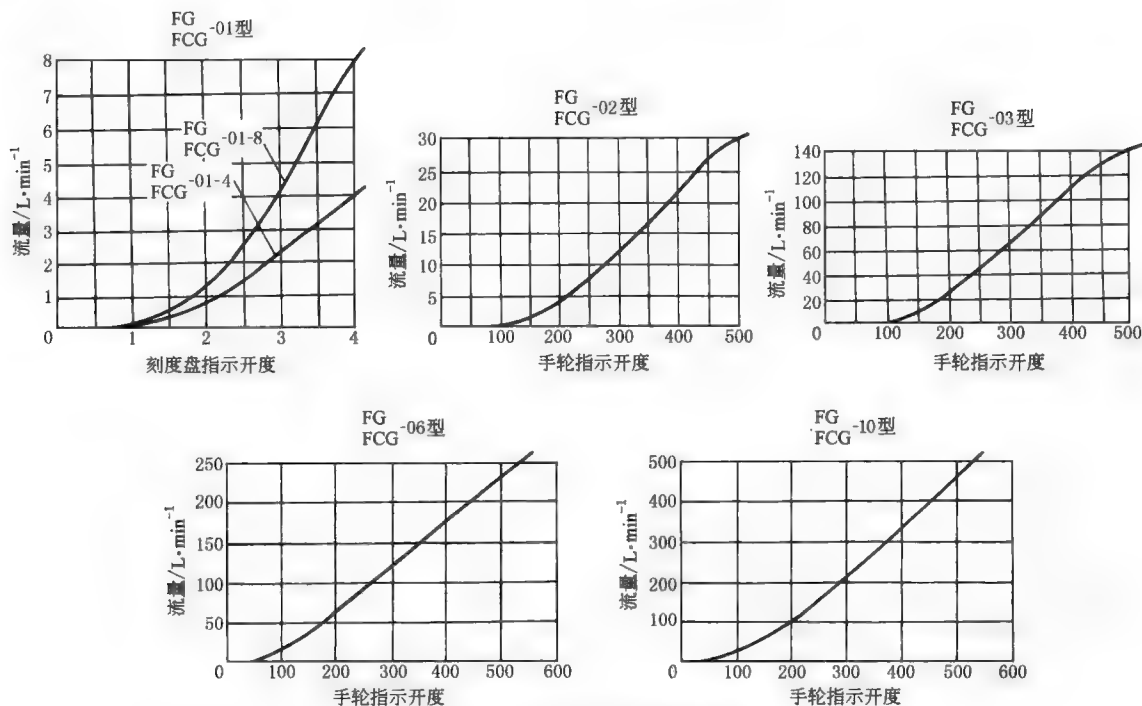 FG
FCG -01型
8
7
6
5
4
3
2
1
0
流量/L·min⁻¹
FG
FCG -01-8
FG
FCG -01-4
1 2 3 4
刻度盘指示开度
FG
FCG -02型
30
25
20
15
10
5
0
流量/L·min⁻¹
100 200 300 400 500
手轮指示开度
FG
FCG -03型
140
120
100
80
60
40
20
0
流量/L·min⁻¹
100 200 300 400 500
手轮指示开度
FG
FCG -06型
250
200
150
100
50
0
流量/L·min⁻¹
100 200 300 400 500 600
手轮指示开度
FG
FCG -10型
500
400
300
200
100
0
流量/L·min⁻¹
100 200 300 400 500 600
手轮指示开度